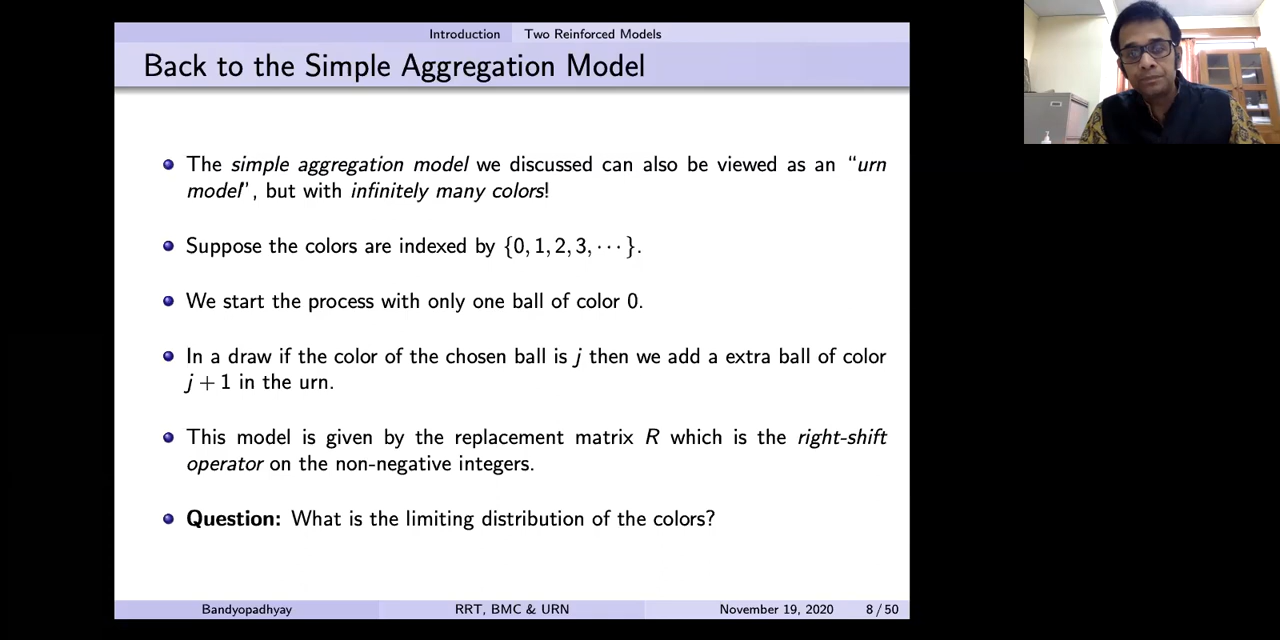 Introduction Two Reinforced Models
Back to the Simple Aggregation Model
The simple aggregation model we discussed can also be viewed as an “urn
model”, but with infinitely many colors!
Suppose the colors are indexed by {0, 1, 2, 3, · · · }.
We start the process with only one ball of color 0.
In a draw if the color of the chosen ball is j then we add a extra ball of color
j + 1 in the urn.
This model is given by the replacement matrix R which is the right-shift
operator on the non-negative integers.
Question: What is the limiting distribution of the colors?
Bandyopadhyay RRT, BMC & URN November 19, 2020 8 / 50